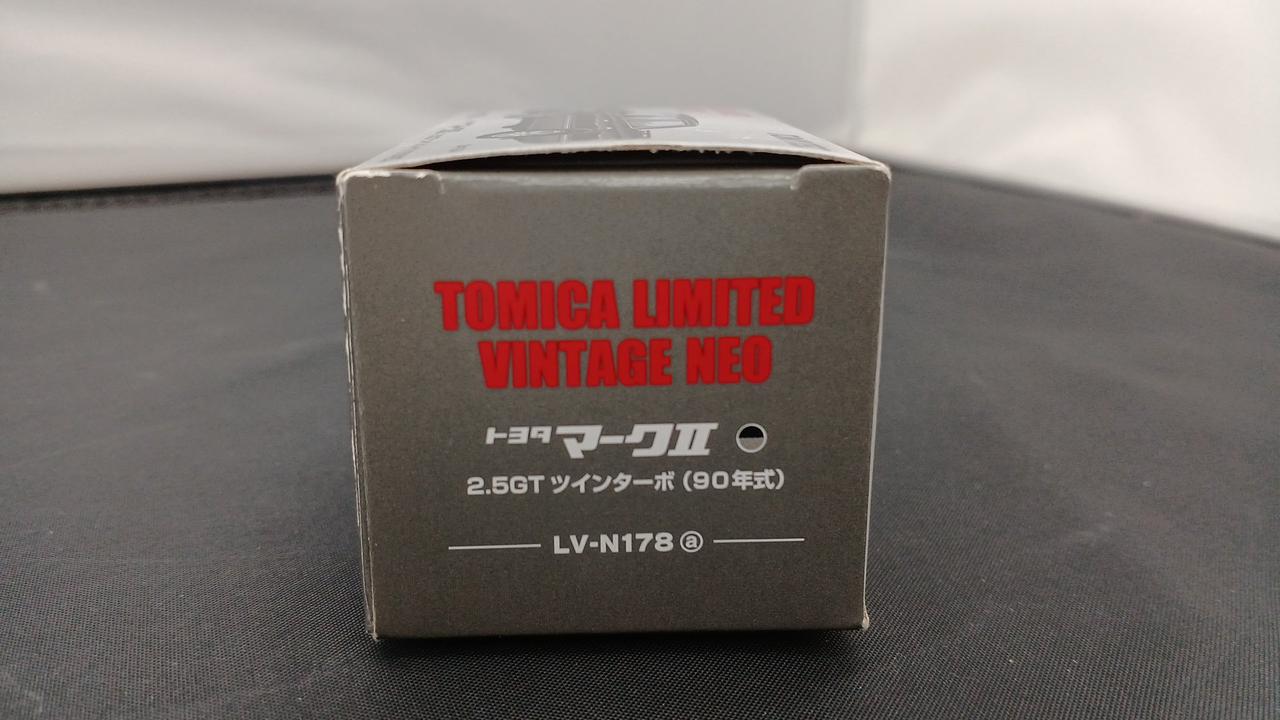 TOMICA LIMITED
VINTAGE NEO
トヨタ マークII
2.5GT ツインターボ (90年式)
LV-N178 ⓐ